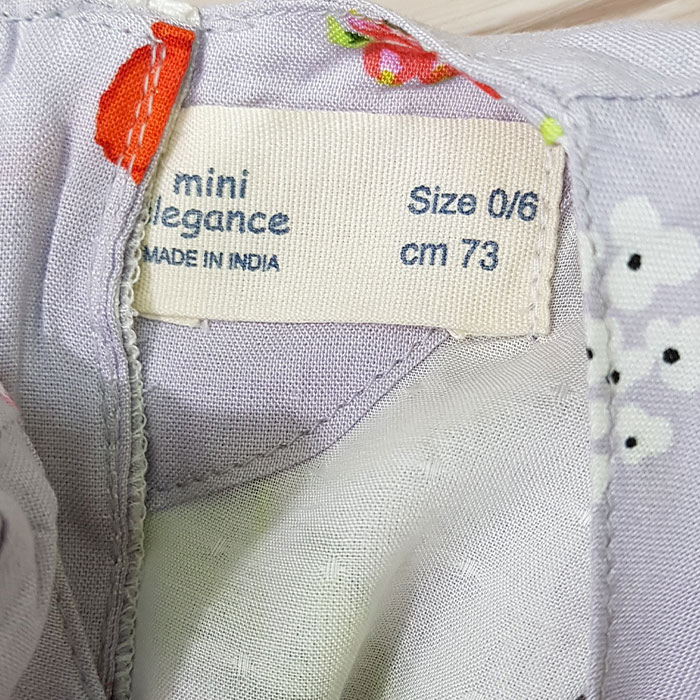 mini
elegance
MADE IN INDIA
Size 0/6
cm 73